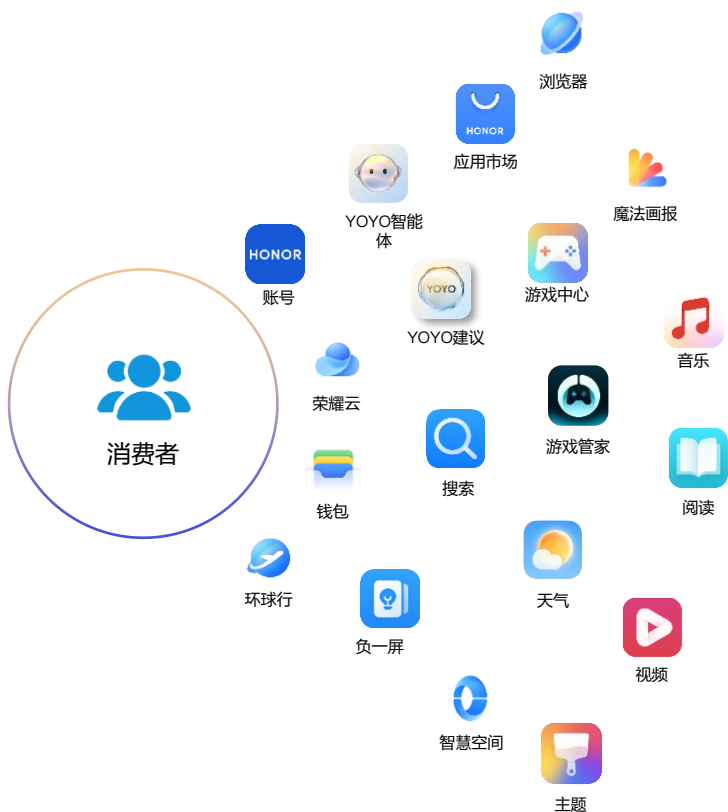 浏览器
HONOR
应用市场
魔法画报
YOYO智能
体
HONOR
账号
游戏中心
YOYO
YOYO建议
音乐
荣耀云
消费者
游戏管家
搜索
阅读
钱包
环球行
天气
负一屏
视频
智慧空间
主题